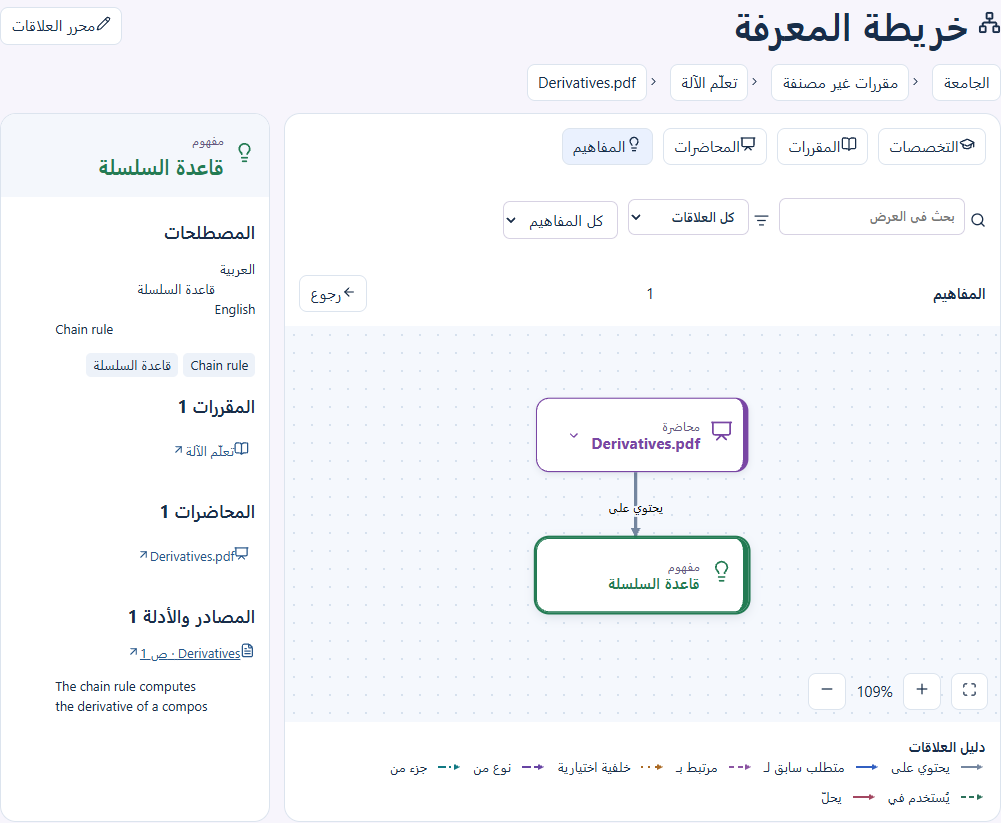 خريطة المعرفة
محرر العلاقات
الجامعة
مقررات غير مصنفة
تعلّم الآلة
Derivatives.pdf
التخصصات
المقررات
المحاضرات
المفاهيم
بحث في العرض
كل العلاقات
كل المفاهيم
المفاهيم
1
رجوع
محاضرة
Derivatives.pdf
يحتوي على
مفهوم
قاعدة السلسلة
109%
دليل العلاقات
يحتوي على
متطلب سابق لـ
مرتبط بـ
خلفية اختيارية
نوع من
جزء من
يُستخدم في
يحلّ
مفهوم
قاعدة السلسلة
المصطلحات
العربية
قاعدة السلسلة
English
Chain rule
Chain rule
قاعدة السلسلة
المقررات 1
تعلّم الآلة
المحاضرات 1
Derivatives.pdf
المصادر والأدلة 1
Derivatives · ص 1
The chain rule computes
the derivative of a compos